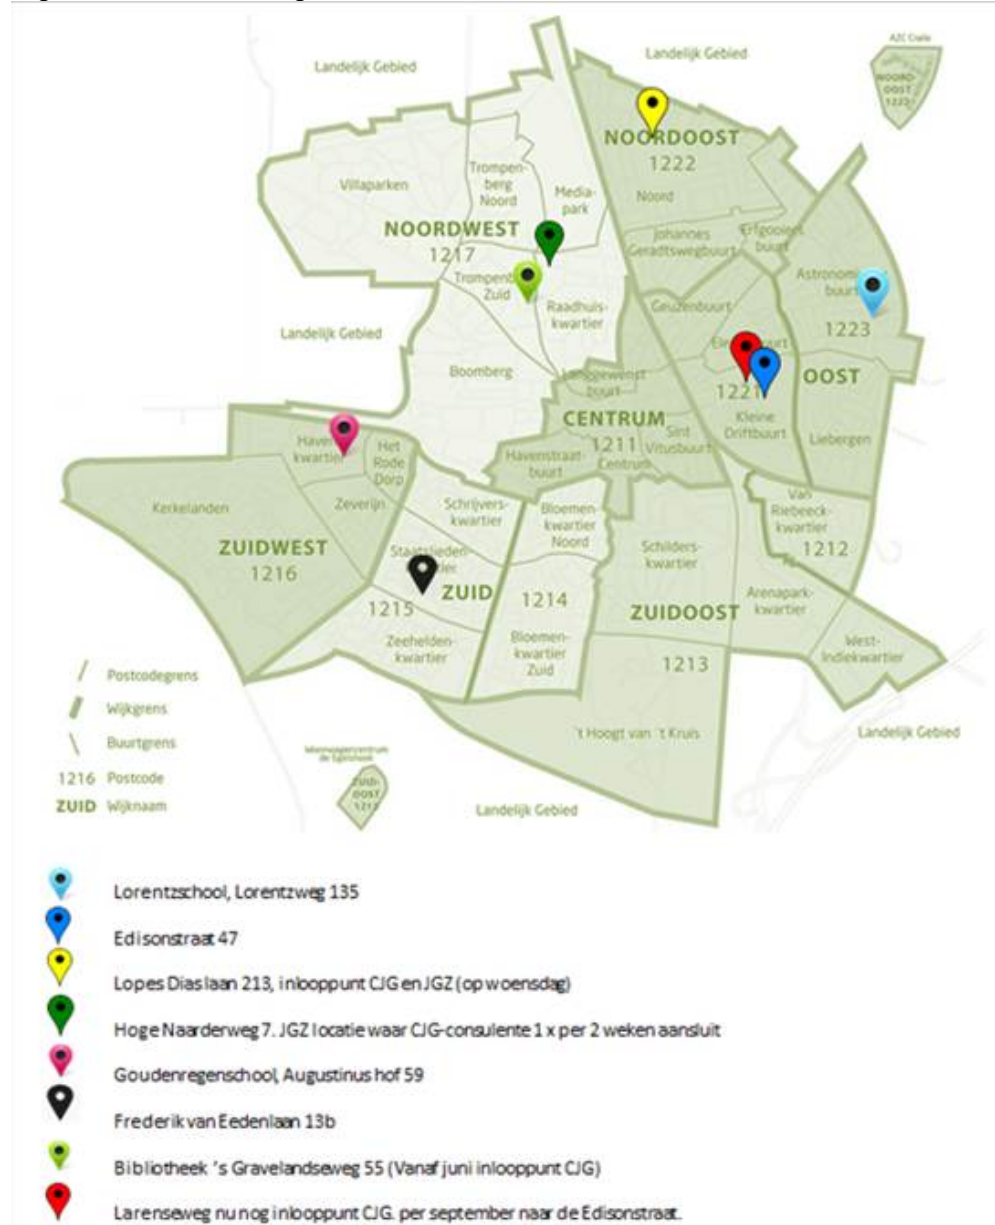 AZC Crailo
Landelijk Gebied
Landelijk Gebied
NOORD-
OOST
1222
NOORDOOST
1222
Trompen-
berg
Noord
Villaparken
Media-
park
Noord
NOORDWEST
1217
Johannes
Geradtswegbuurt
Erfgooiers
buurt
Trompenb
Zuid
Astronom
buurt
Geuzenbuurt
Raadhuis-
kwartier
1223
Landelijk Gebied
Boomberg
Langgewenst
buurt
1221
OOST
CENTRUM
1211
Kleine
Driftbuurt
Liebergen
Sint
Vitusbuurt
Haven
kwartier
Het
Rode
Dorp
Havenstraat-
buurt
Centrum
Kerkelanden
Zeverijn
Schrijvers-
kwartier
Bloemen-
kwartier
Noord
Van
Riebeeck-
kwartier
1212
ZUIDWEST
1216
Staatslieden-
Schilders-
kwartier
1215
ZUID
1214
ZUIDOOST
Arenapark-
kwartier
Zeehelden-
kwartier
Bloemen-
kwartier
Zuid
1213
West-
Indiekwartier
Postcodegrens
Wijkgrens
Buurtgrens
1216 Postcode
ZUID Wijknaam
't Hoogt van 't Kruis
Landelijk Gebied
Woonwagencentrum
ZUID-
OOST
Landelijk Gebied
Lorentzschool, Lorentzweg 135
Edisonstraat 47
Lopes Diaslaan 213, inlooppunt CJG en JGZ (op woensdag)
Hoge Naarderweg 7. JGZ locatie waar CJG-consulente 1 x per 2 weken aansluit
Goudenregenschool, Augustinus hof 59
Frederik van Eedenlaan 13b
Bibliotheek 's Gravelandseweg 55 (Vanaf juni inlooppunt CJG)
Larenseweg nu nog inlooppunt CJG. per september naar de Edisonstraat.